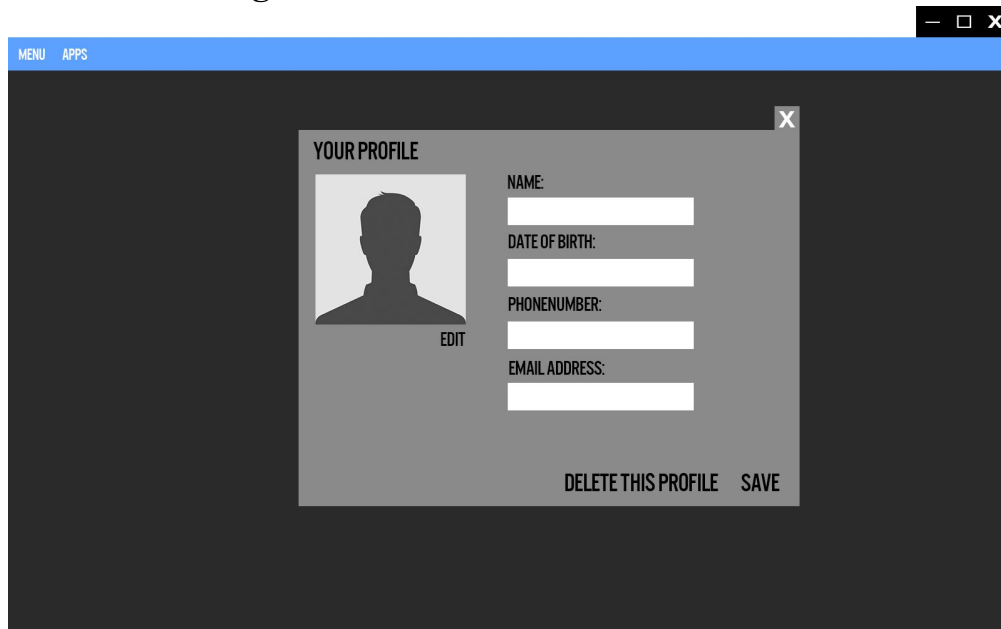 MENU APPS
X
X
YOUR PROFILE
NAME:
DATE OF BIRTH:
PHONENUMBER:
EDIT
EMAIL ADDRESS:
DELETE THIS PROFILE SAVE